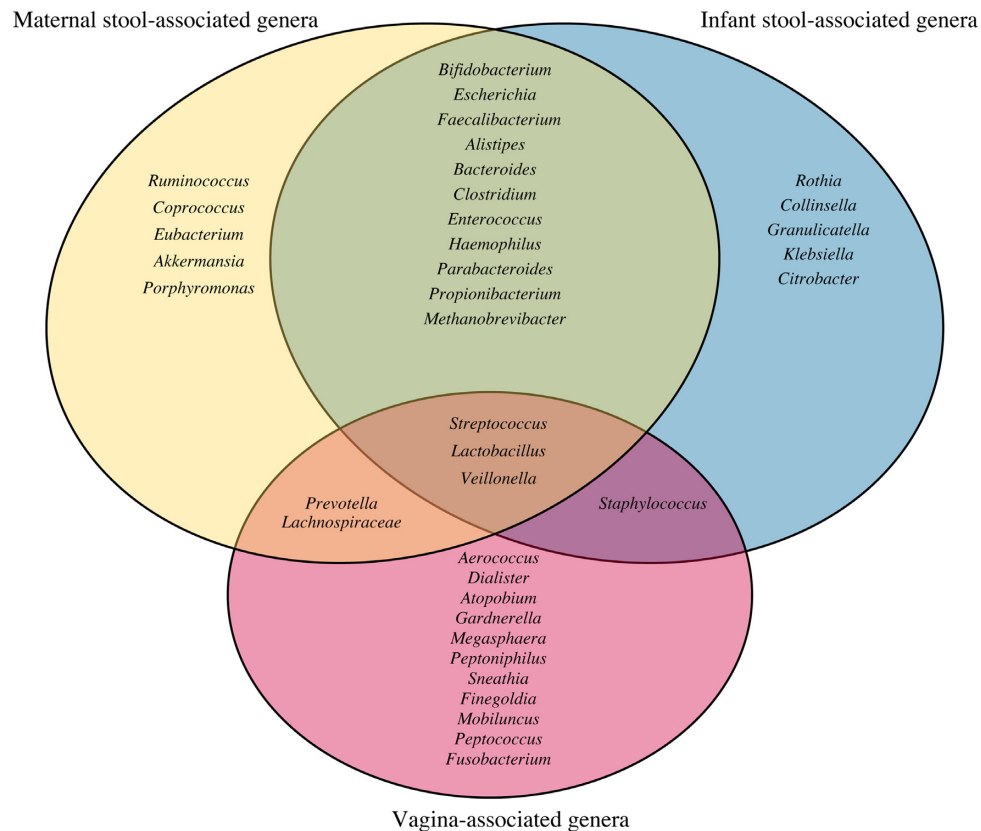 Maternal stool-associated genera
Infant stool-associated genera
Bifidobacterium
Escherichia
Faecalibacterium
Alistipes
Bacteroides
Clostridium
Enterococcus
Haemophilus
Parabacteroides
Propionibacterium
Methanobrevibacter
Ruminococcus
Coprococcus
Eubacterium
Akkermansia
Porphyromonas
Rothia
Collinsella
Granulicatella
Klebsiella
Citrobacter
Streptococcus
Lactobacillus
Veillonella
Prevotella
Lachnospiraceae
Staphylococcus
Aerococcus
Dialister
Atopobium
Gardnerella
Megasphaera
Peptoniphilus
Sneathia
Finegoldia
Mobiluncus
Peptococcus
Fusobacterium
Vagina-associated genera